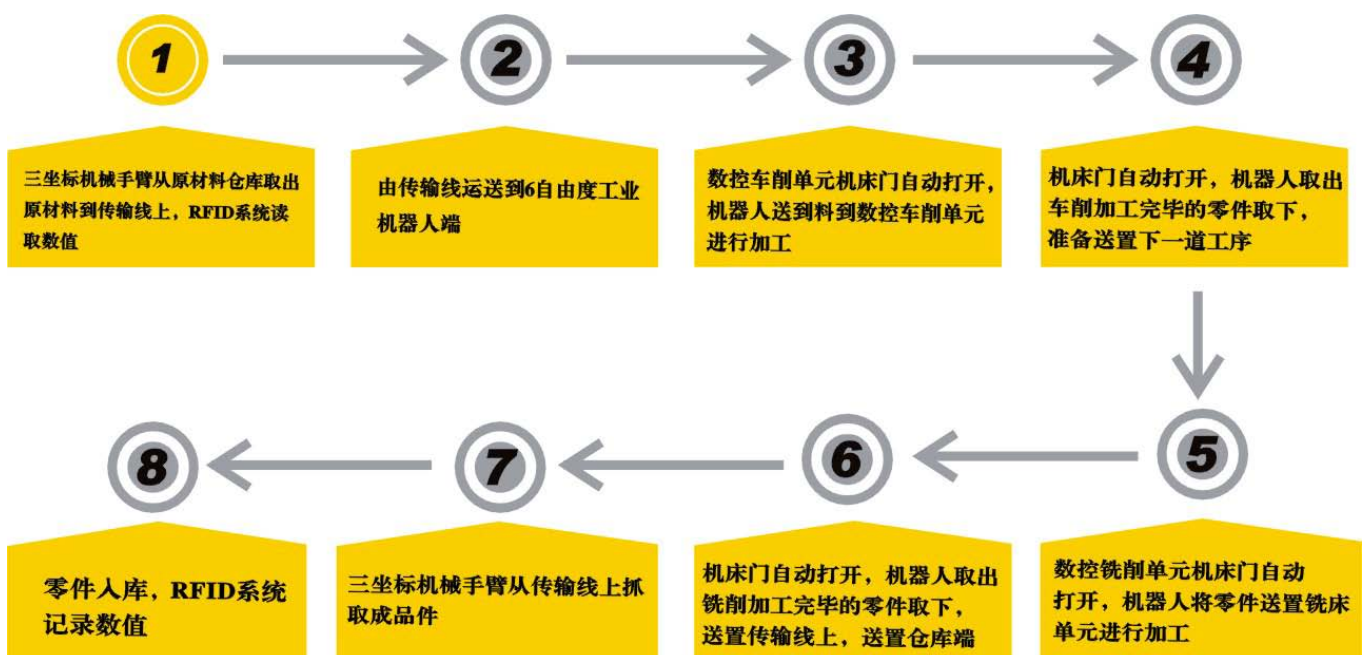 1
2
3
4
三坐标机械手臂从原材料仓库取出
原材料到传输线上，RFID系统读
取数值
由传输线运送到6自由度工业
机器人端
数控车削单元机床门自动打开，
机器人送到料到数控车削单元
进行加工
机床门自动打开，机器人取出
车削加工完毕的零件取下，
准备送置下一道工序
5
6
7
8
数控铣削单元机床门自动
打开，机器人将零件送置铣床
单元进行加工
机床门自动打开，机器人取出
铣削加工完毕的零件取下，
送置传输线上，送置仓库端
三坐标机械手臂从传输线上抓
取成品件
零件入库，RFID系统
记录数值